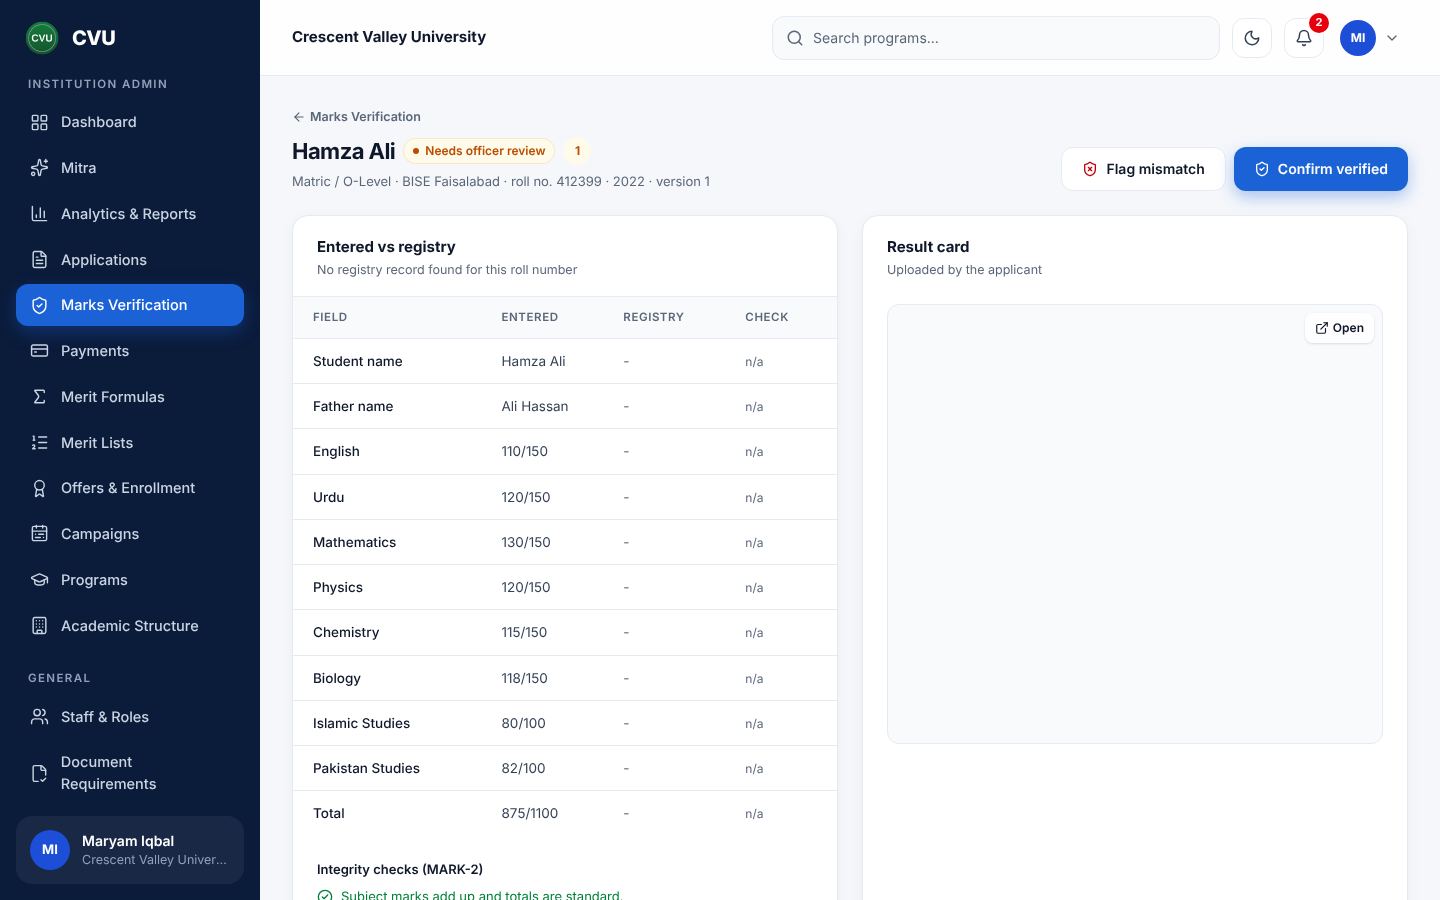 CVU
CVU
INSTITUTION ADMIN
Dashboard
Mitra
Analytics & Reports
Applications
Marks Verification
Payments
Merit Formulas
Merit Lists
Offers & Enrollment
Campaigns
Programs
Academic Structure
GENERAL
Staff & Roles
Document
Requirements
MI
Maryam Iqbal
Crescent Valley Univer...
Crescent Valley University
Search programs...
2
MI
Marks Verification
Hamza Ali
Needs officer review
1
Matric / O-Level · BISE Faisalabad · roll no. 412399 · 2022 · version 1
Flag mismatch
Confirm verified
Entered vs registry
No registry record found for this roll number
FIELD ENTERED REGISTRY CHECK
Student name Hamza Ali - n/a
Father name Ali Hassan - n/a
English 110/150 - n/a
Urdu 120/150 - n/a
Mathematics 130/150 - n/a
Physics 120/150 - n/a
Chemistry 115/150 - n/a
Biology 118/150 - n/a
Islamic Studies 80/100 - n/a
Pakistan Studies 82/100 - n/a
Total 875/1100 - n/a
Integrity checks (MARK-2)
Subject marks add up and totals are standard.
Result card
Uploaded by the applicant
Open